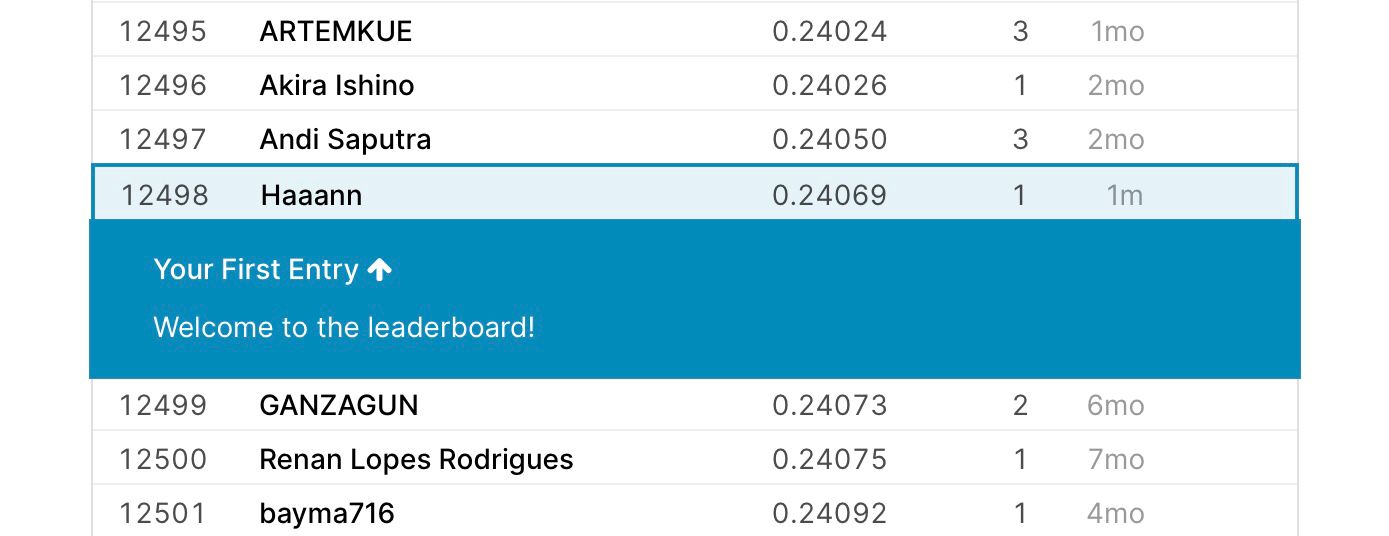 12495 ARTEMKUE 0.24024 3 1mo
12496 Akira Ishino 0.24026 1 2mo
12497 Andi Saputra 0.24050 3 2mo
12498 Haaann 0.24069 1 1m
Your First Entry
Welcome to the leaderboard!
12499 GANZAGUN 0.24073 2 6mo
12500 Renan Lopes Rodrigues 0.24075 1 7mo
12501 bayma716 0.24092 1 4mo